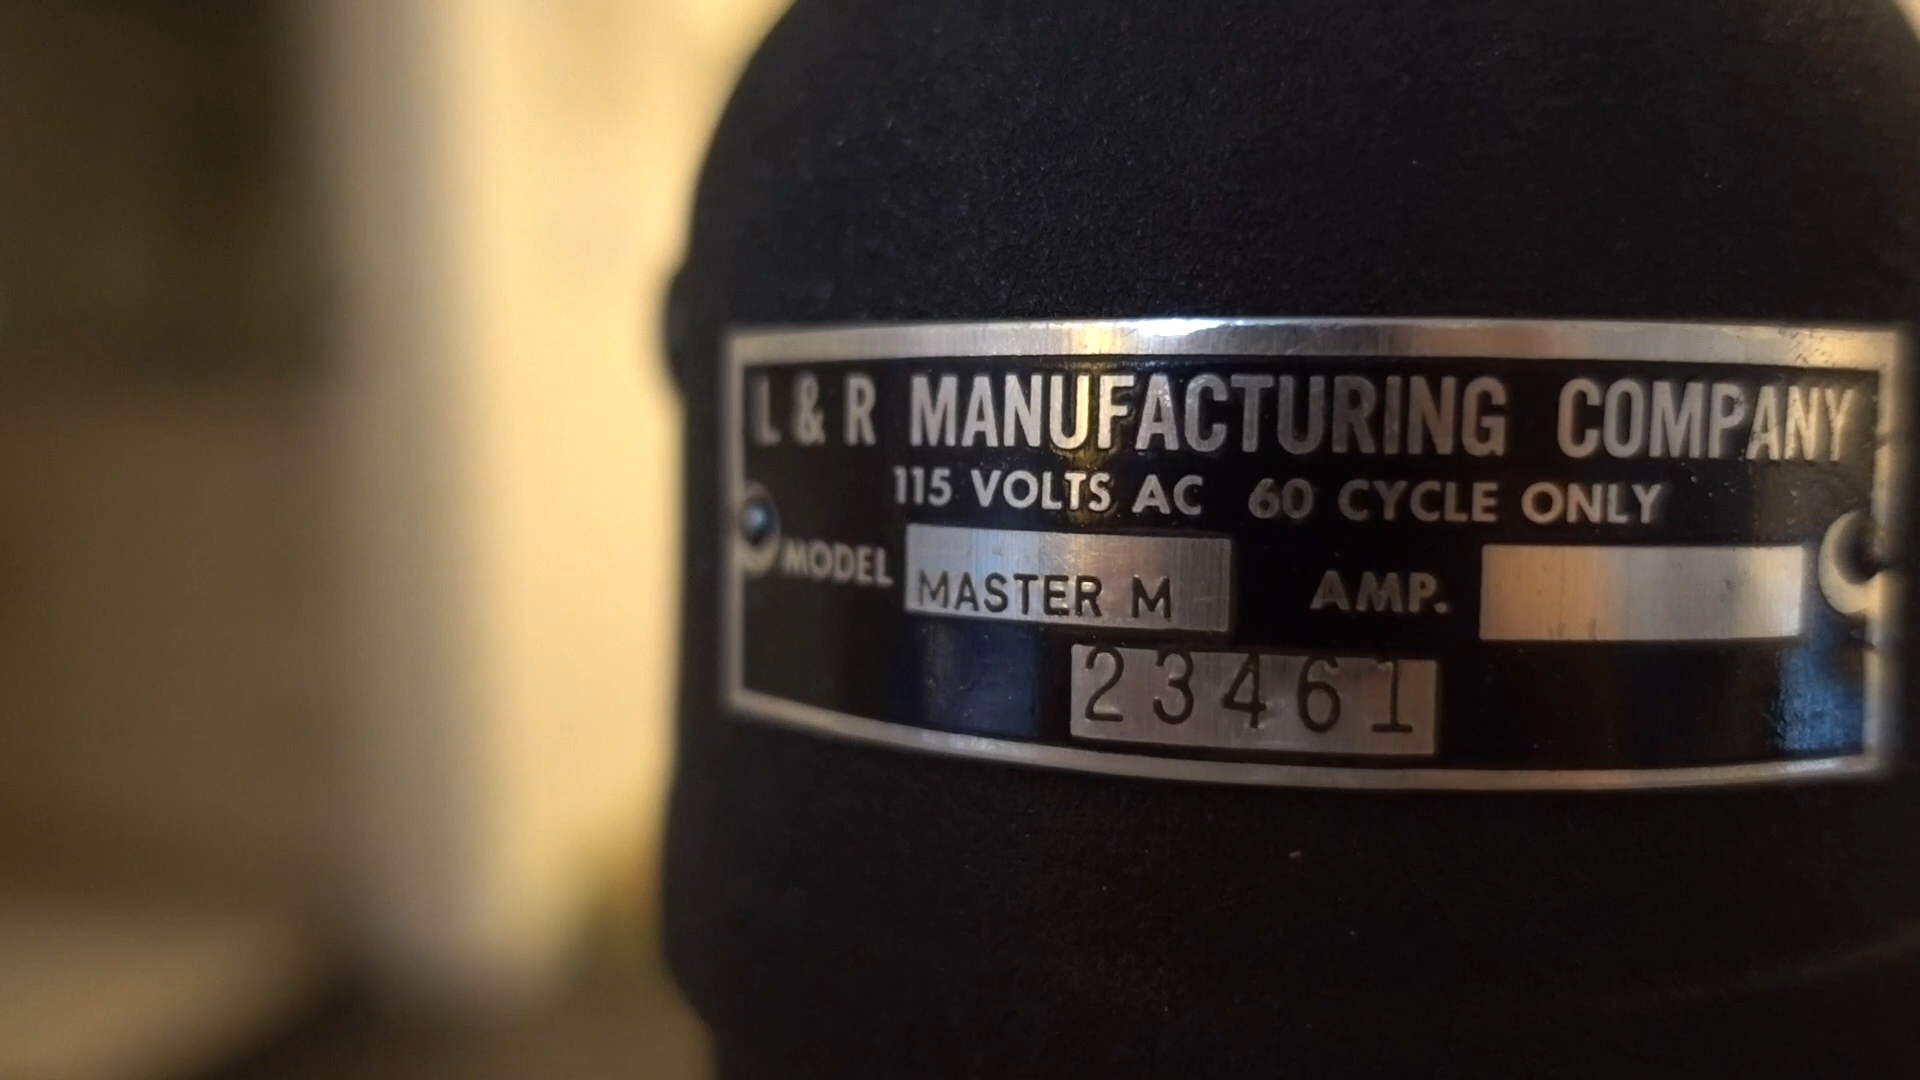 L & R MANUFACTURING COMPANY
115 VOLTS AC 60 CYCLE ONLY
MODEL MASTER M AMP.
23461